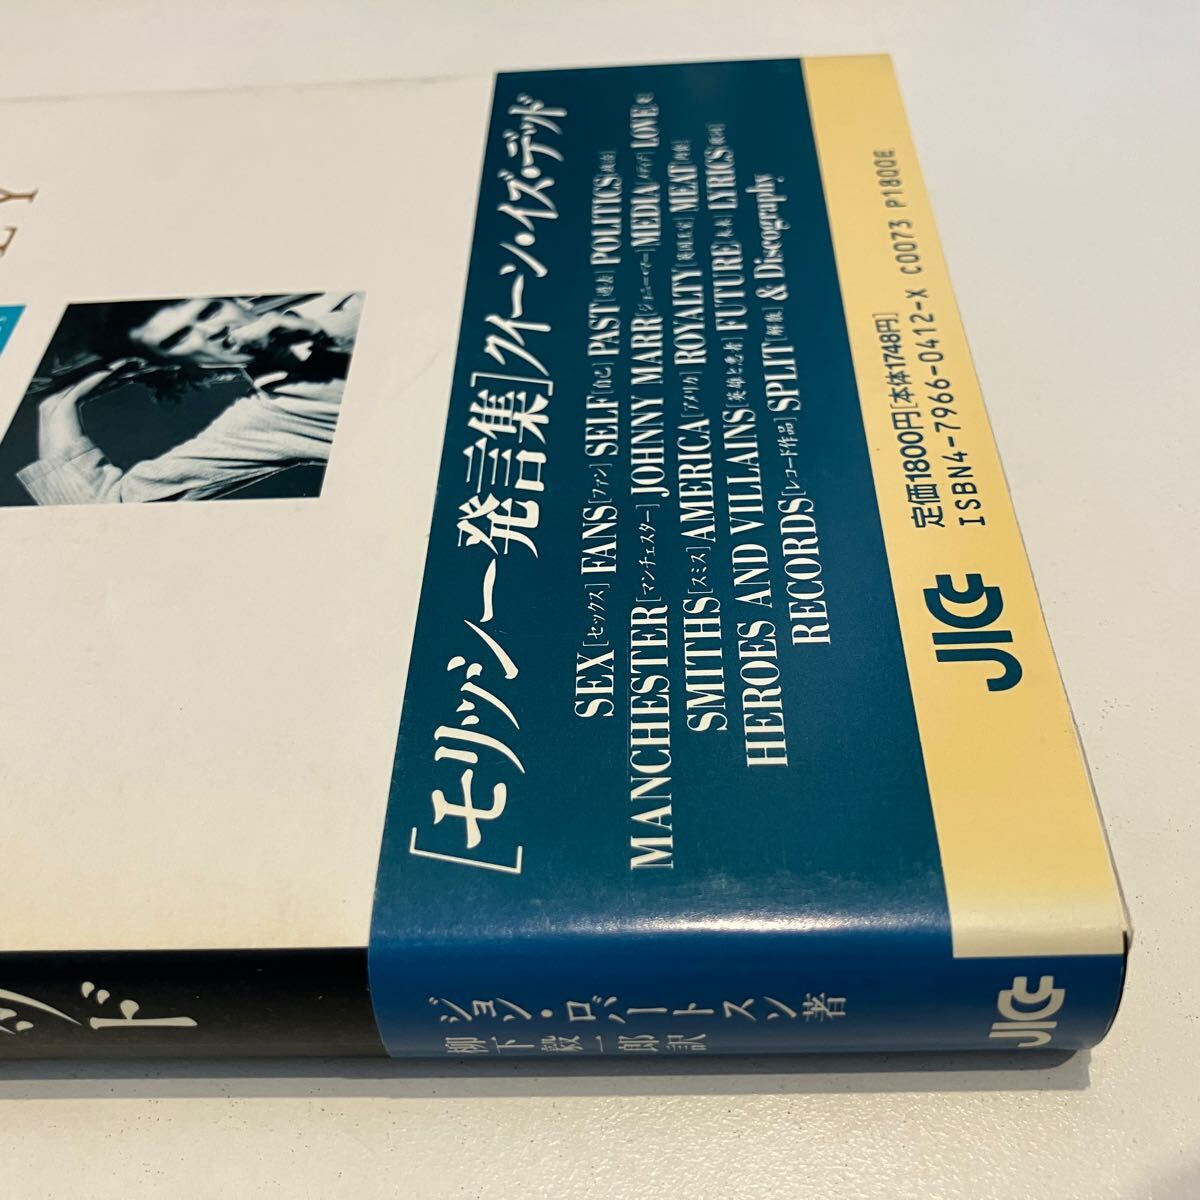 EY
[モリッシー発言集]クイーン・イズ・デッド
SEX[セックス] FANS[ファン] SELF[自己] PAST[過去] POLITICS[政治]
MANCHESTER[マンチェスター] JOHNNY MARR[ジョニー・マー] MEDIA[メディア] LOVE[愛]
SMITHS[スミス] AMERICA[アメリカ] ROYALTY[英国王室] MEAT[肉食]
HEROES AND VILLAINS[英雄と悪者] FUTURE[未来] LYRICS[歌詞]
RECORDS[レコード作品] SPLIT[解散] & Discography
定価1800円[本体1748円]
ISBN4-7966-0412-X C0073 P1800E
JICC
ッド
ジョン・ロバートスン著
柳下毅一郎訳
JICC